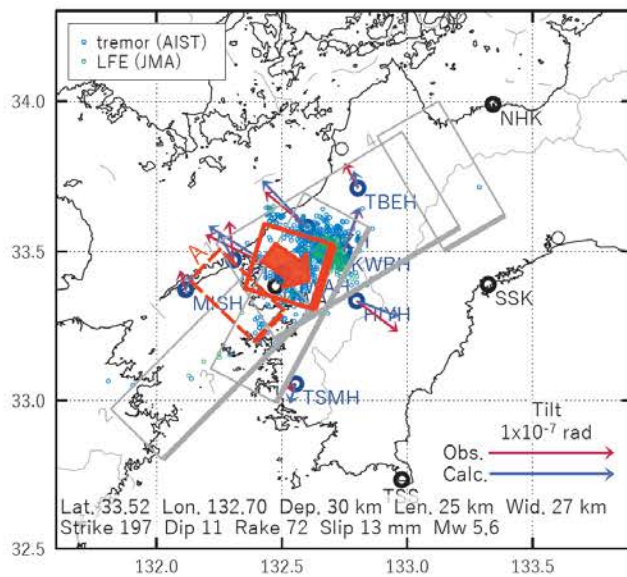 tremor (AIST)
LFE (JMA)
34.0
33.5
33.0
32.5
132.0
132.5
133.0
133.5
NHK
TBEH
A
1
4
KWBH
MISH
HIYH
SSK
TSMH
TSS
Tilt
1x10⁻⁷ rad
Obs.
Calc.
Lat. 33.52 Lon. 132.70 Dep. 30 km Len. 25 km Wid. 27 km
Strike 197 Dip 11 Rake 72 Slip 13 mm Mw 5.6